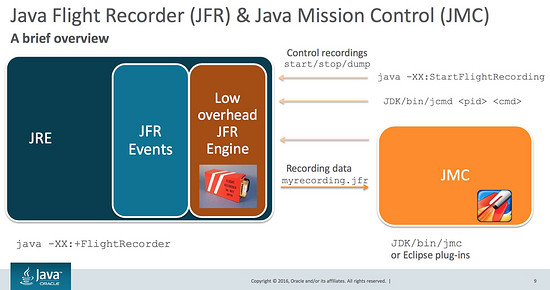 Java Flight Recorder (JFR) & Java Mission Control (JMC)
A brief overview
Control recordings
start/stop/dump
java -XX:StartFlightRecording
JDK/bin/jcmd <pid> <cmd>
JRE
JFR
Events
Low
overhead
JFR
Engine
Recording data
myrecording.jfr
JMC
java -XX:+FlightRecorder
JDK/bin/jmc
or Eclipse plug-ins
Java
ORACLE
Copyright © 2016, Oracle and/or its affiliates. All rights reserved. |
9